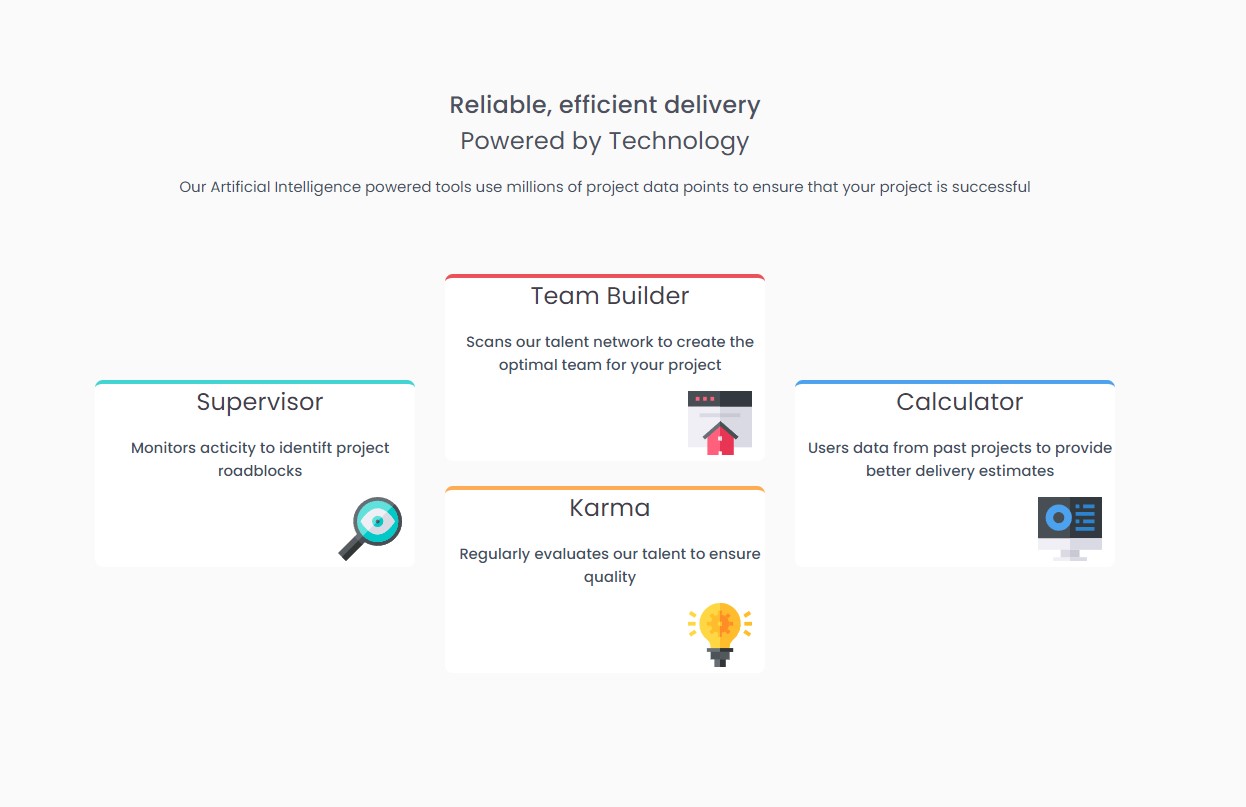 Reliable, efficient delivery
Powered by Technology
Our Artificial Intelligence powered tools use millions of project data points to ensure that your project is successful
Supervisor
Monitors acticity to identift project
roadblocks
Team Builder
Scans our talent network to create the
optimal team for your project
Karma
Regularly evaluates our talent to ensure
quality
Calculator
Users data from past projects to provide
better delivery estimates